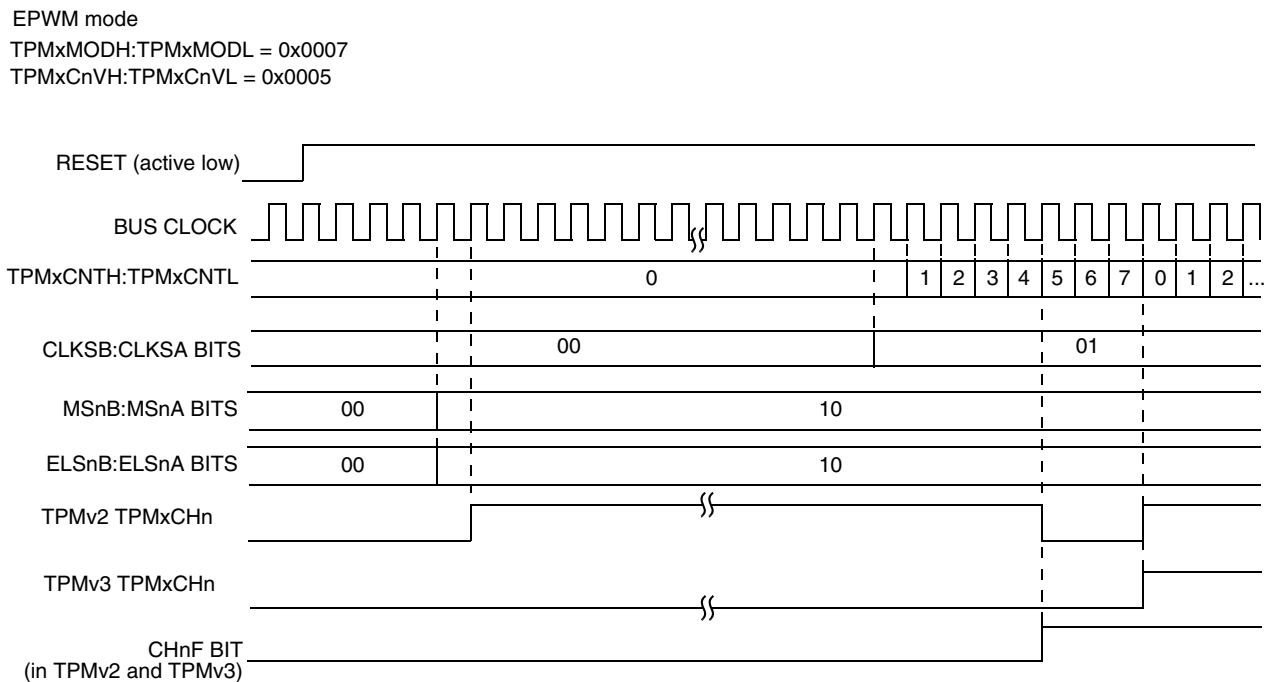 EPWM mode
TPMxMODH:TPMxMODL = 0x0007
TPMxCnVH:TPMxCnVL = 0x0005
RESET (active low)
BUS CLOCK
TPMxCNTH:TPMxCNTL 0 1 2 3 4 5 6 7 0 1 2 ...
CLKSB:CLKSA BITS 00 01
MSnB:MSnA BITS 00 10
ELSnB:ELSnA BITS 00 10
TPMv2 TPMxCHn
TPMv3 TPMxCHn
CHnF BIT
(in TPMv2 and TPMv3)